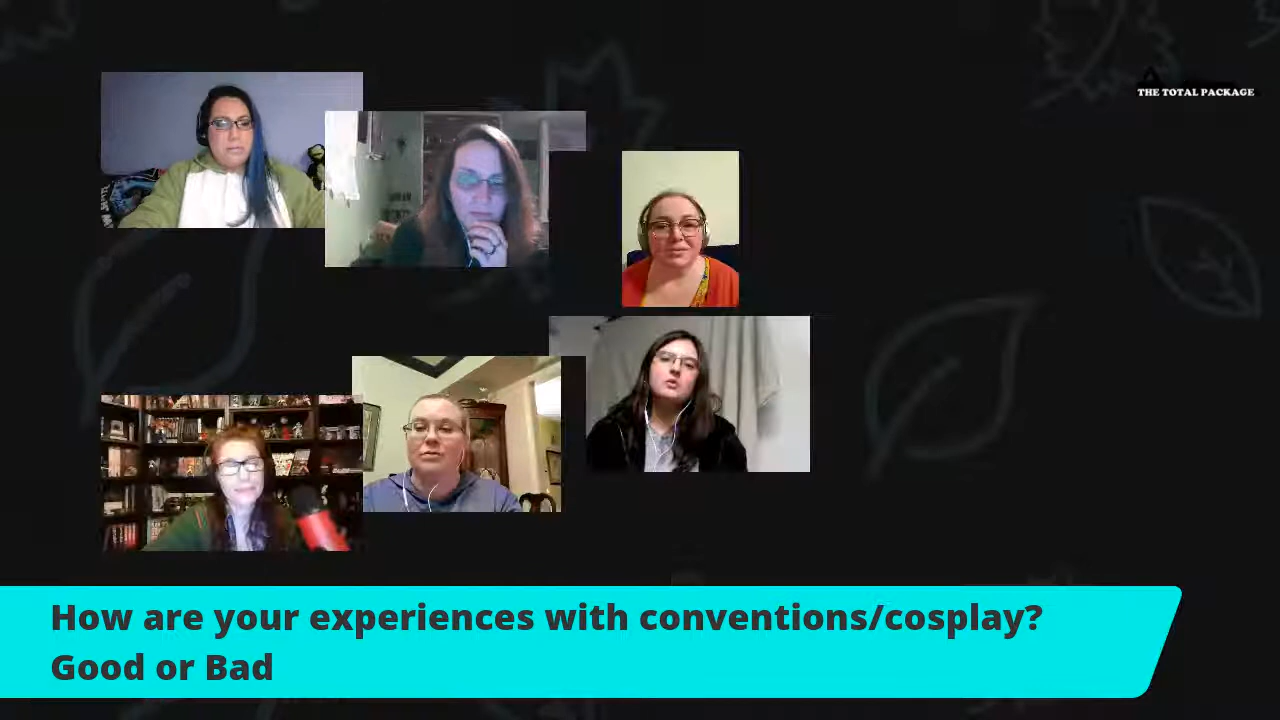 THE TOTAL PACKAGE
How are your experiences with conventions/cosplay?
Good or Bad